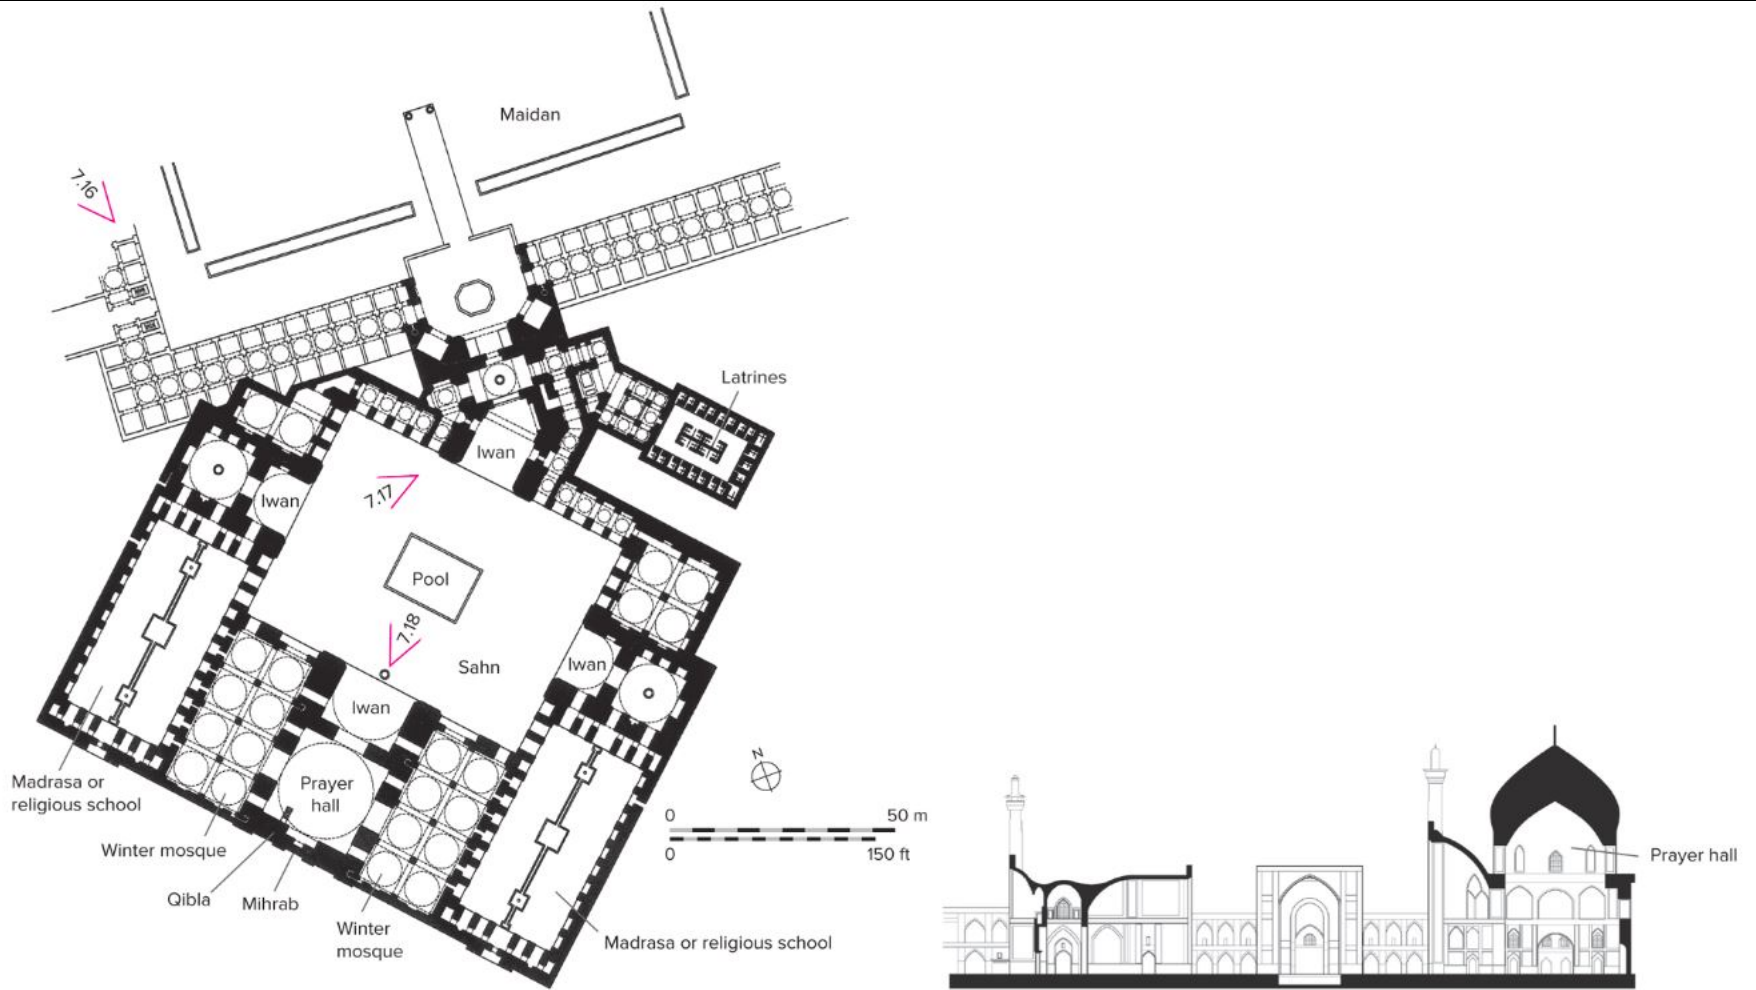 Maidan
7.16
Latrines
Iwan
Iwan
7.17
Pool
7.18
Sahn
Iwan
Iwan
N
Madrasa or
religious school
Prayer
hall
0 50 m
0 150 ft
Winter mosque
Qibla
Mihrab
Winter
mosque
Madrasa or religious school
Prayer hall